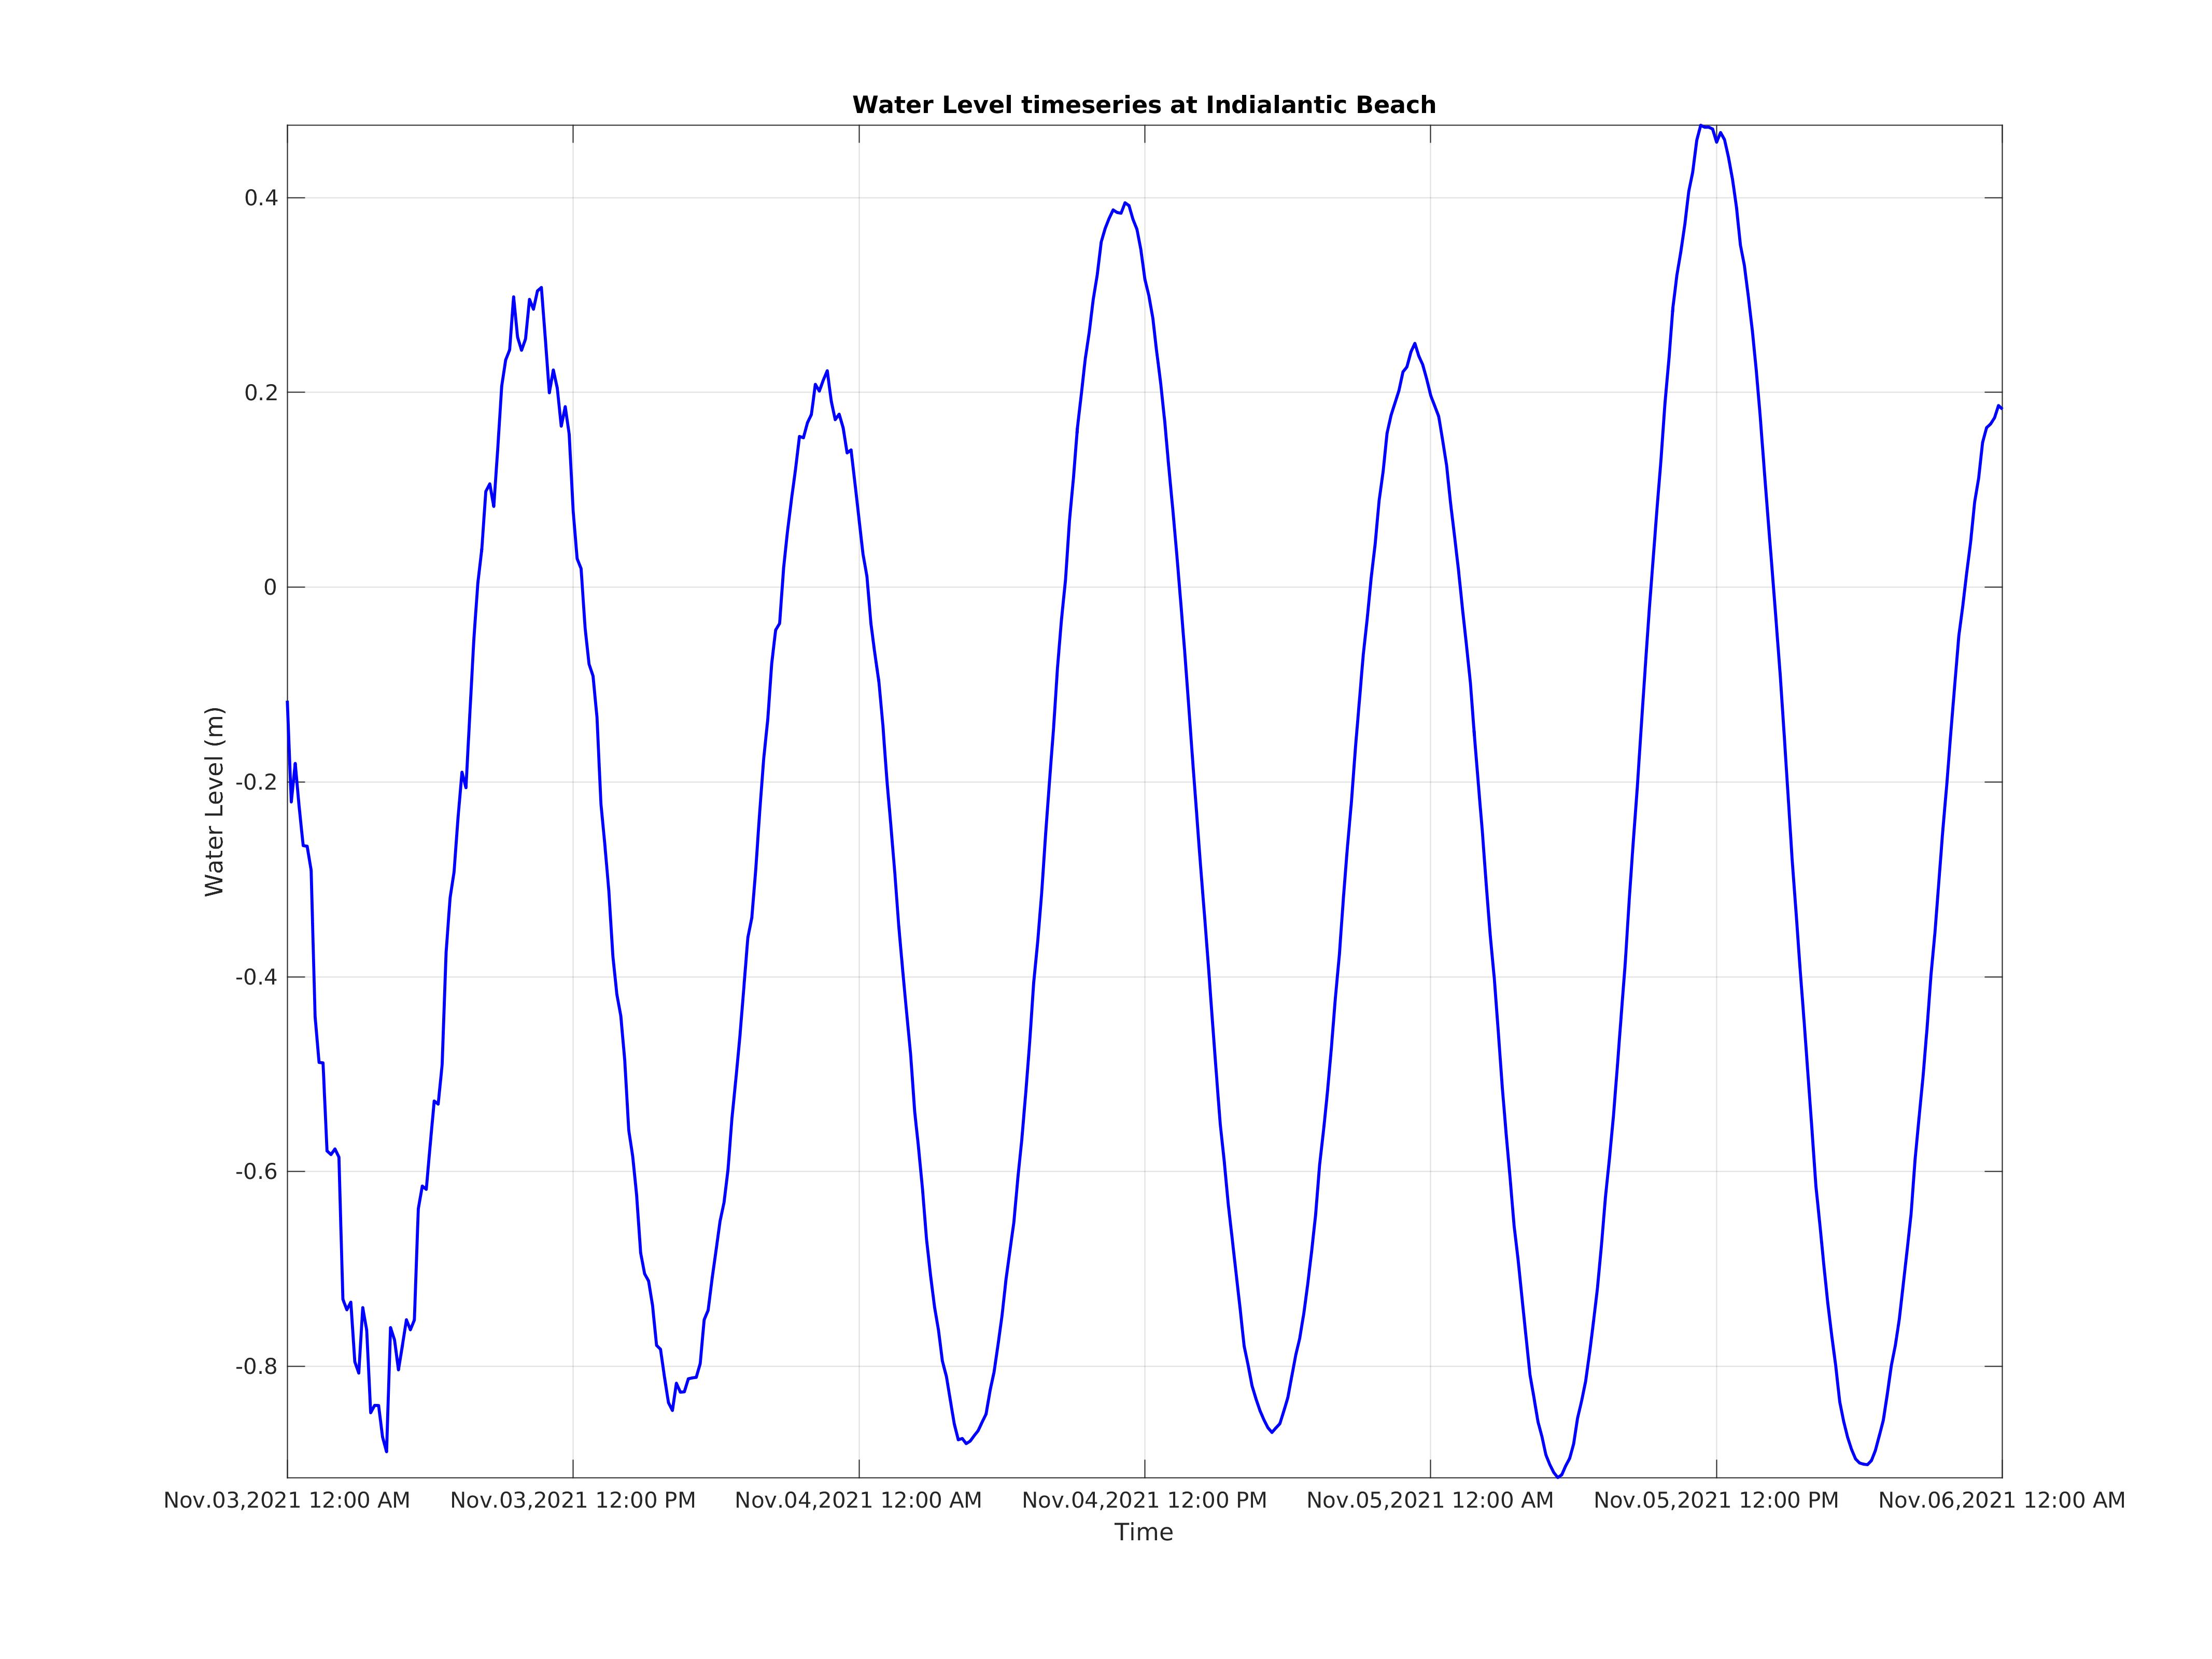 Water Level timeseries at Indialantic Beach
0.4
0.2
0
-0.2
-0.4
-0.6
-0.8
Water Level (m)
Nov.03,2021 12:00 AM
Nov.03,2021 12:00 PM
Nov.04,2021 12:00 AM
Nov.04,2021 12:00 PM
Nov.05,2021 12:00 AM
Nov.05,2021 12:00 PM
Nov.06,2021 12:00 AM
Time